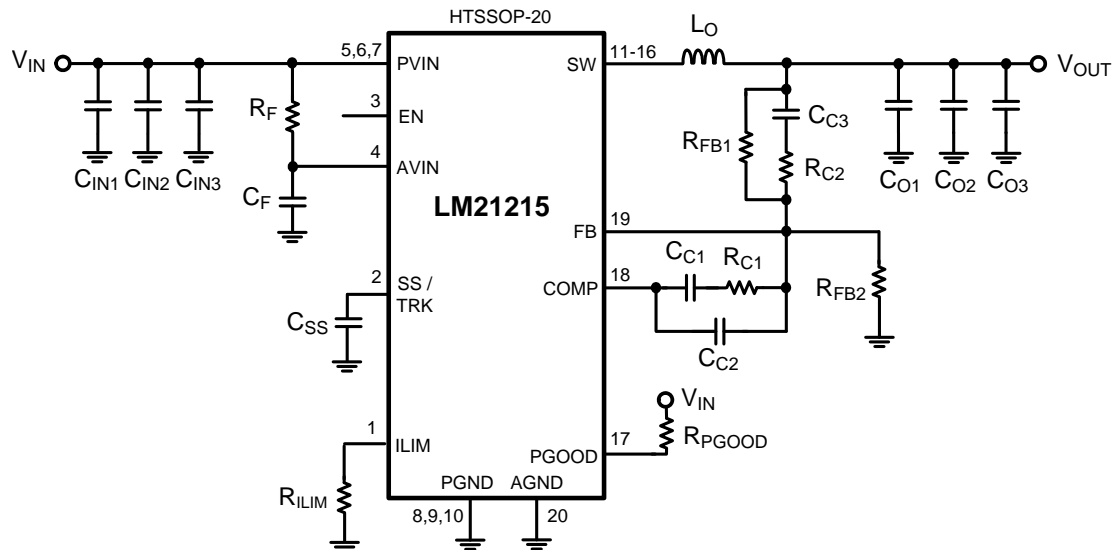 HTSSOP-20
V_IN
5,6,7
PVIN
SW
11-16
L_O
V_OUT
3
EN
R_F
4
AVIN
C_IN1
C_IN2
C_IN3
C_F
LM21215
R_FB1
C_C3
R_C2
C_O1
C_O2
C_O3
FB
19
2
SS /
TRK
C_SS
COMP
18
C_C1
R_C1
C_C2
R_FB2
V_IN
R_PGOOD
17
PGOOD
1
ILIM
R_ILIM
PGND
AGND
8,9,10
20